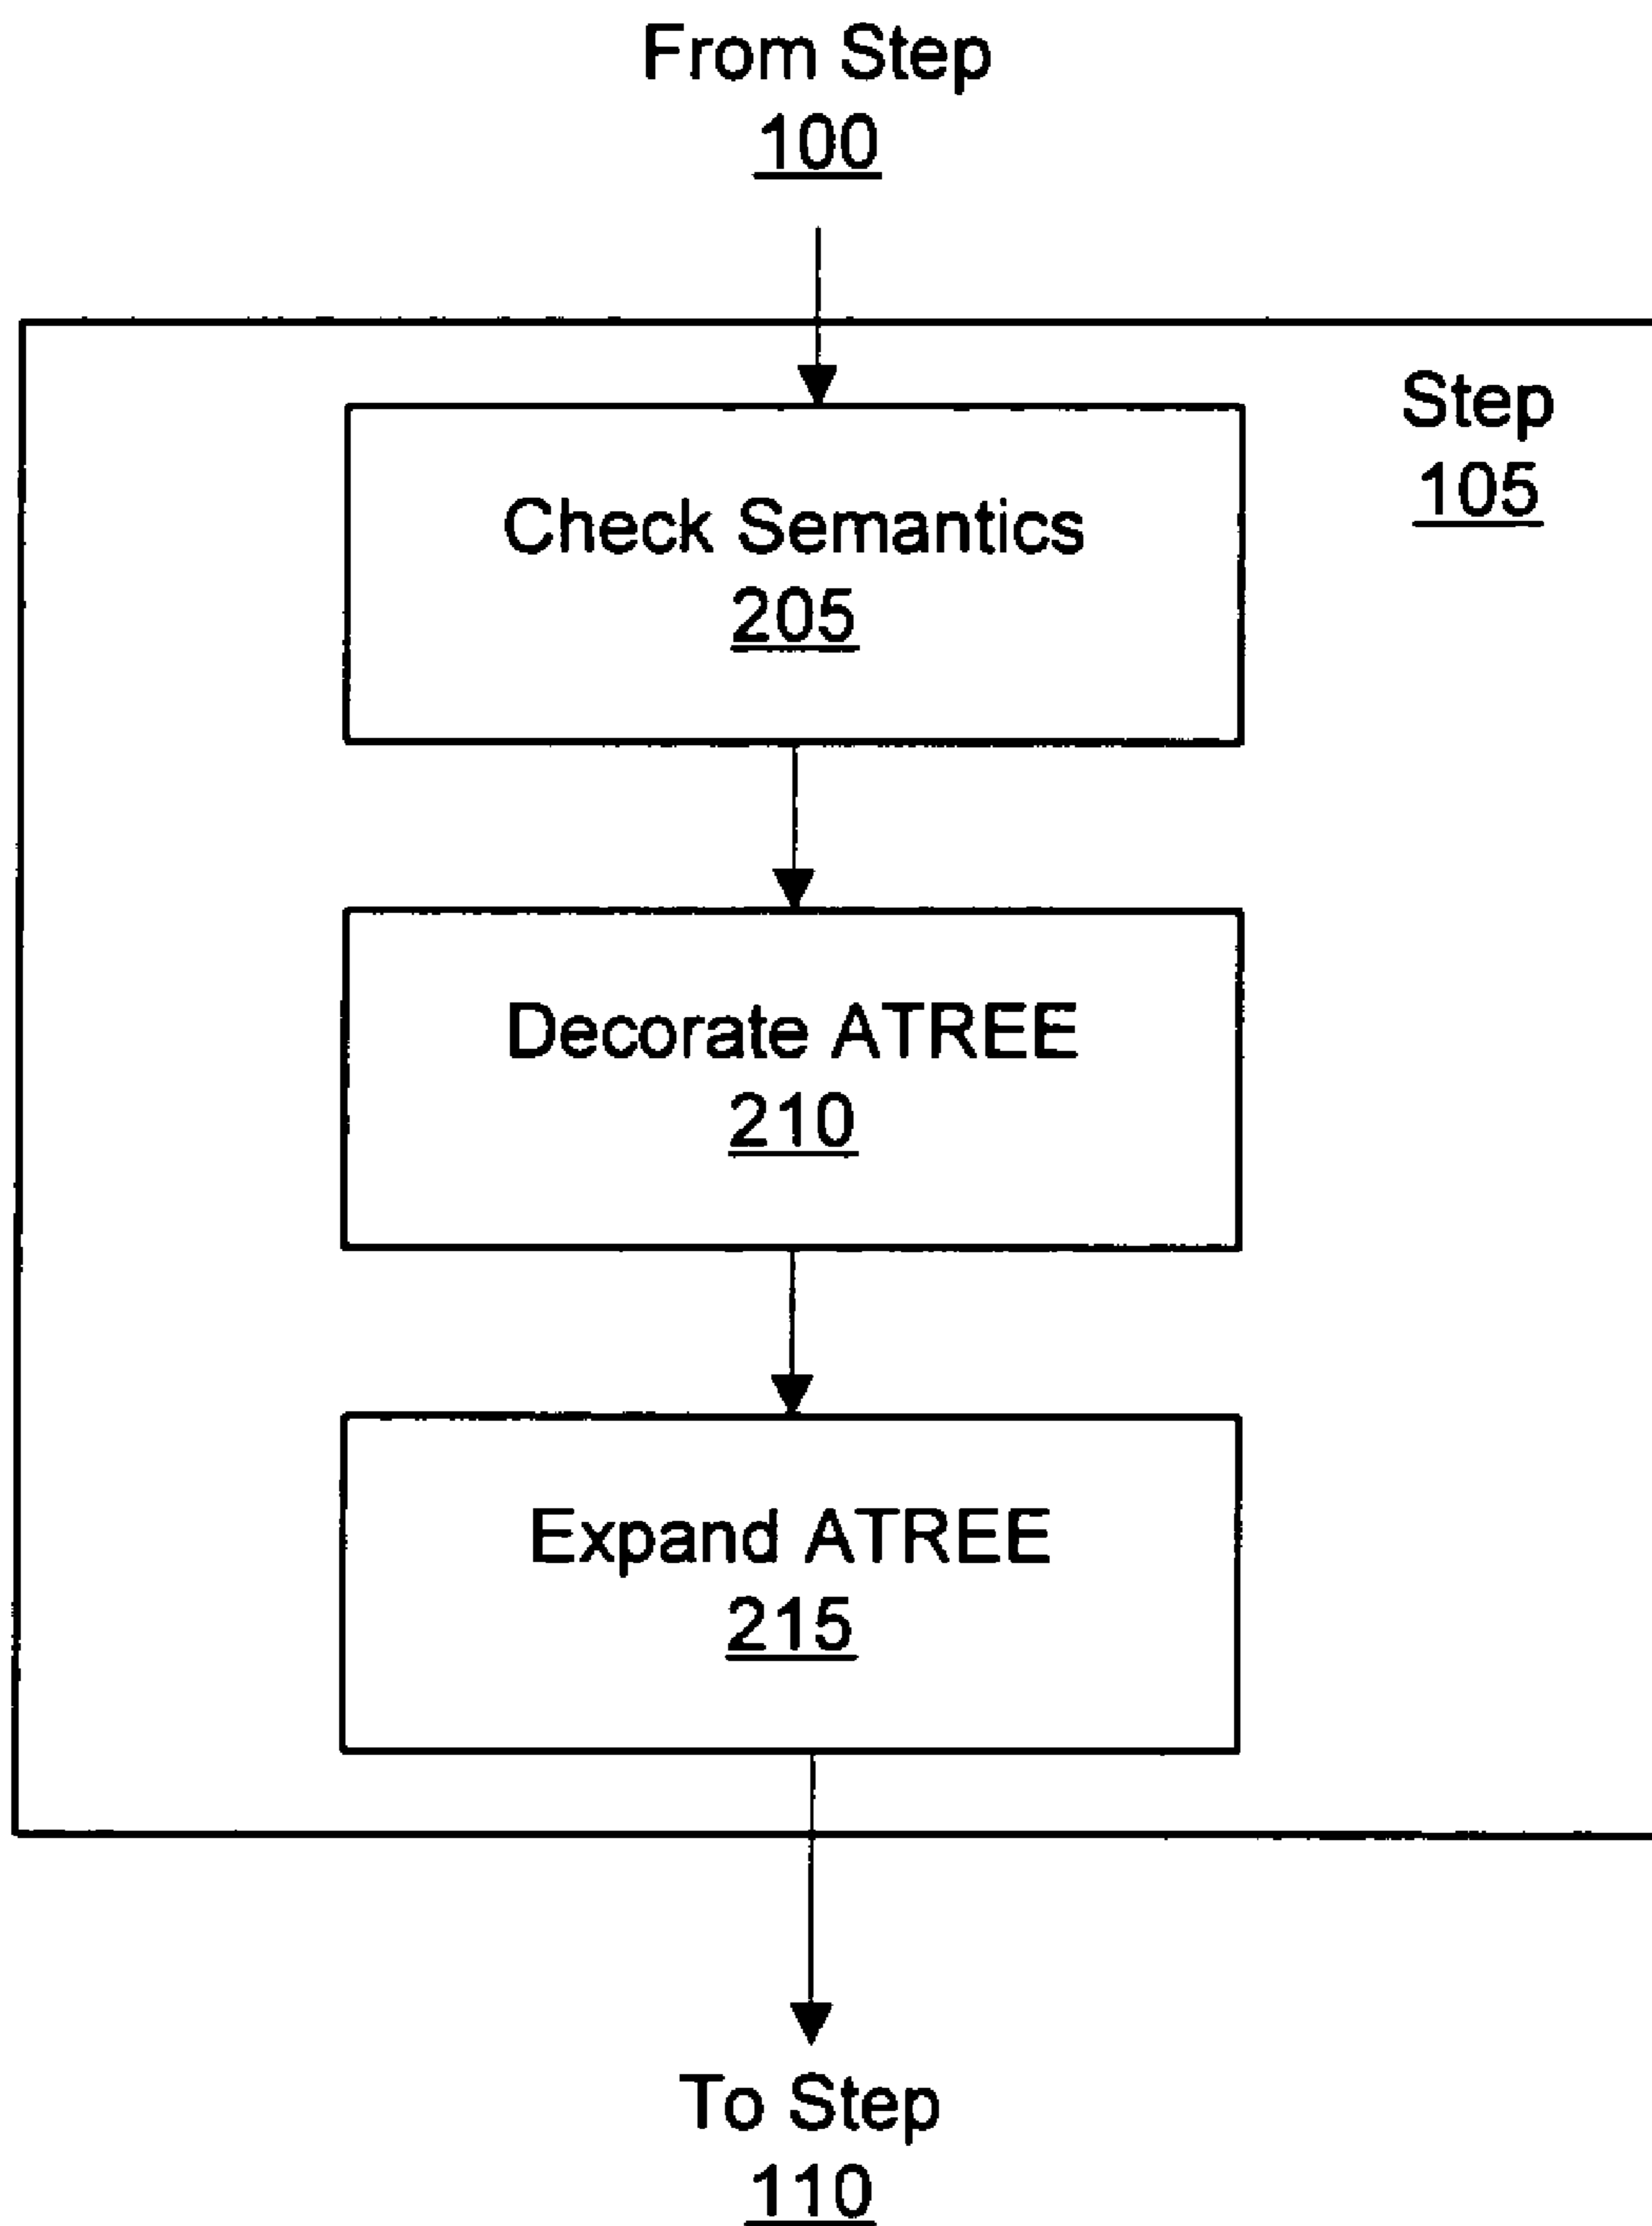 From Step
100
Step
105
Check Semantics
205
Decorate ATREE
210
Expand ATREE
215
To Step
110